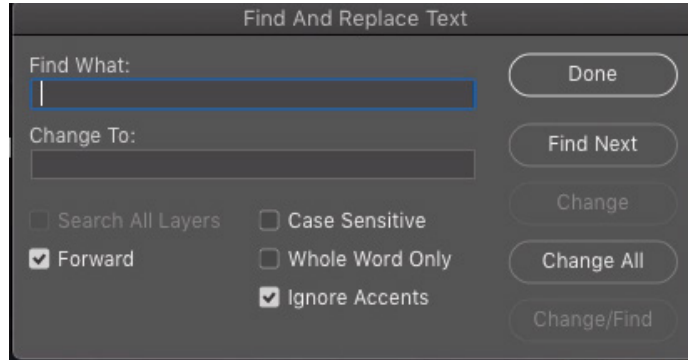 Find And Replace Text
Find What:
Done
Change To:
Find Next
Search All Layers
Case Sensitive
Change
Forward
Whole Word Only
Change All
Ignore Accents
Change/Find